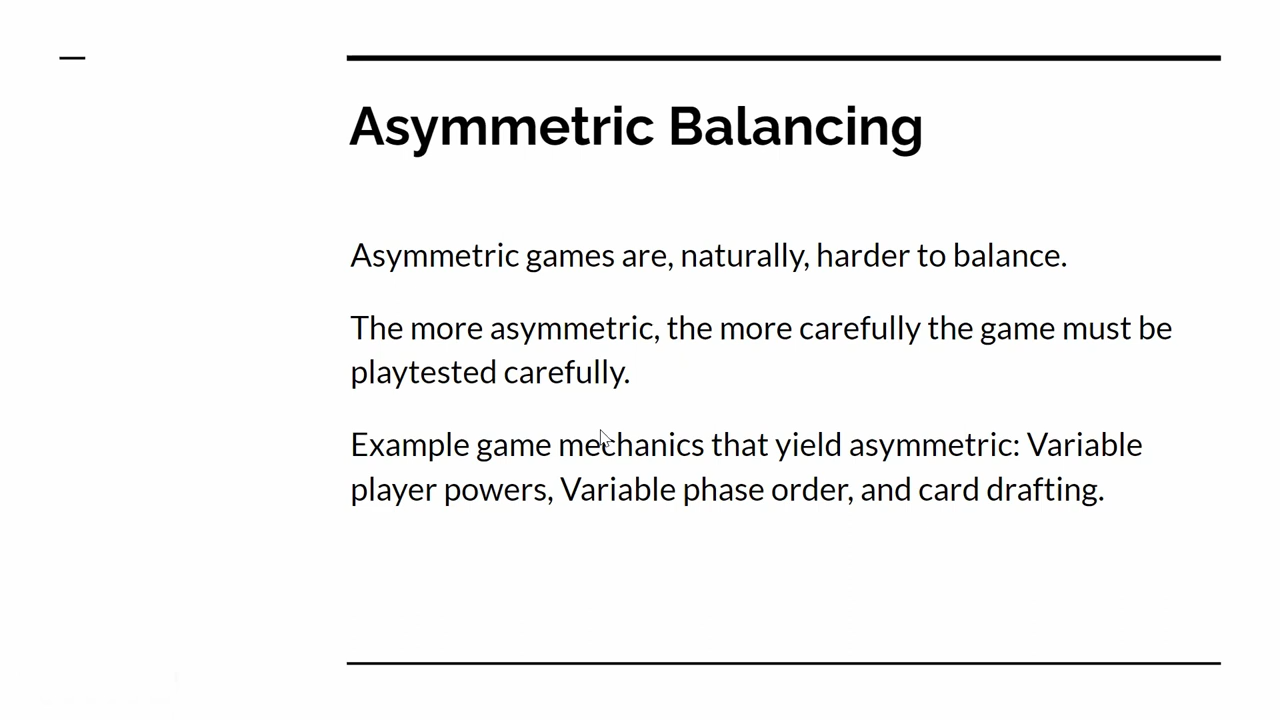 Asymmetric Balancing
Asymmetric games are, naturally, harder to balance.
The more asymmetric, the more carefully the game must be
playtested carefully.
Example game mechanics that yield asymmetric: Variable
player powers, Variable phase order, and card drafting.